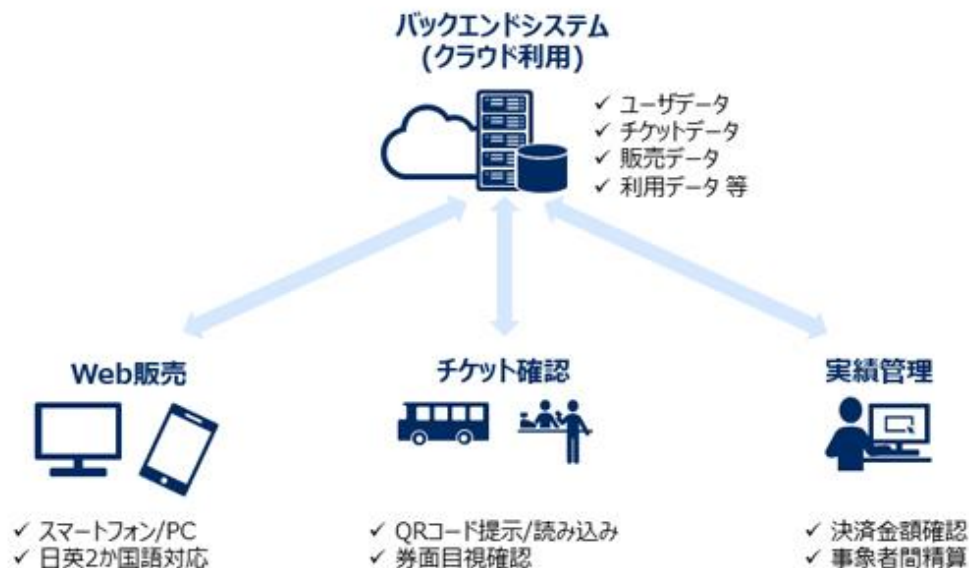 バックエンドシステム
(クラウド利用)
✓ ユーザデータ
✓ チケットデータ
✓ 販売データ
✓ 利用データ 等
Web販売
チケット確認
実績管理
✓ スマートフォン/PC
✓ 日英2か国語対応
✓ QRコード提示/読み込み
✓ 券面目視確認
✓ 決済金額確認
✓ 事象者間精算